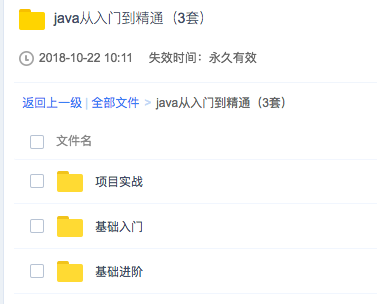 java从入门到精通（3套）
2018-10-22 10:11 失效时间：永久有效
返回上一级 | 全部文件 > java从入门到精通（3套）
文件名
项目实战
基础入门
基础进阶